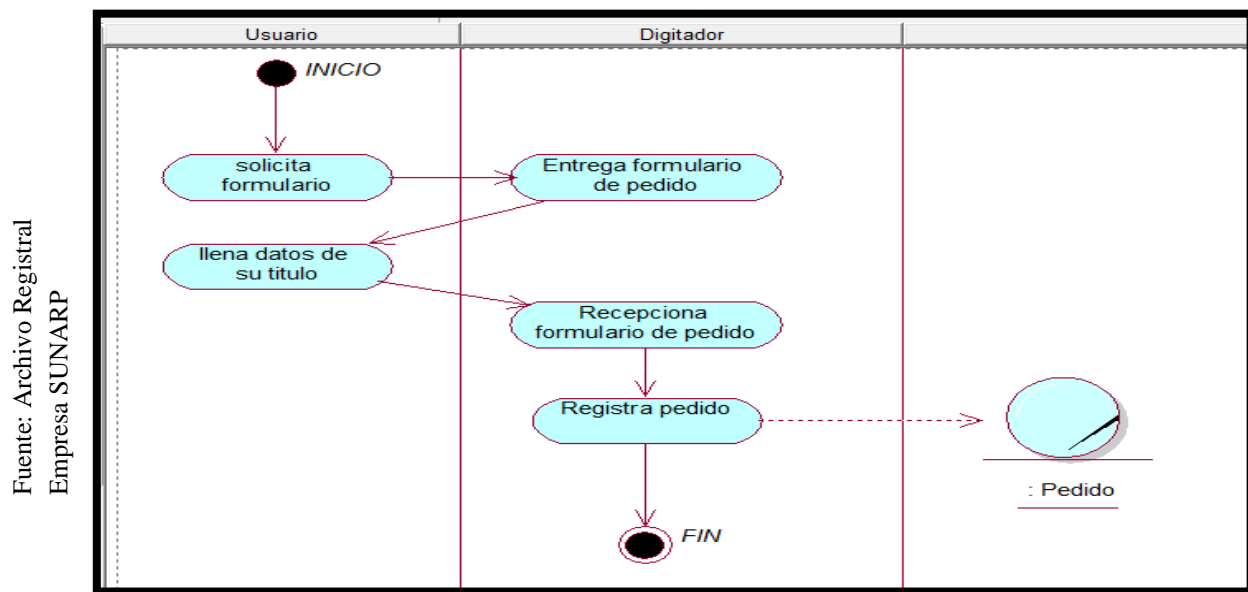 Fuente: Archivo Registral
Empresa SUNARP
Usuario
Digitador
INICIO
solicita
formulario
Entrega formulario
de pedido
llena datos de
su titulo
Recepciona
formulario de pedido
Registra pedido
: Pedido
FIN